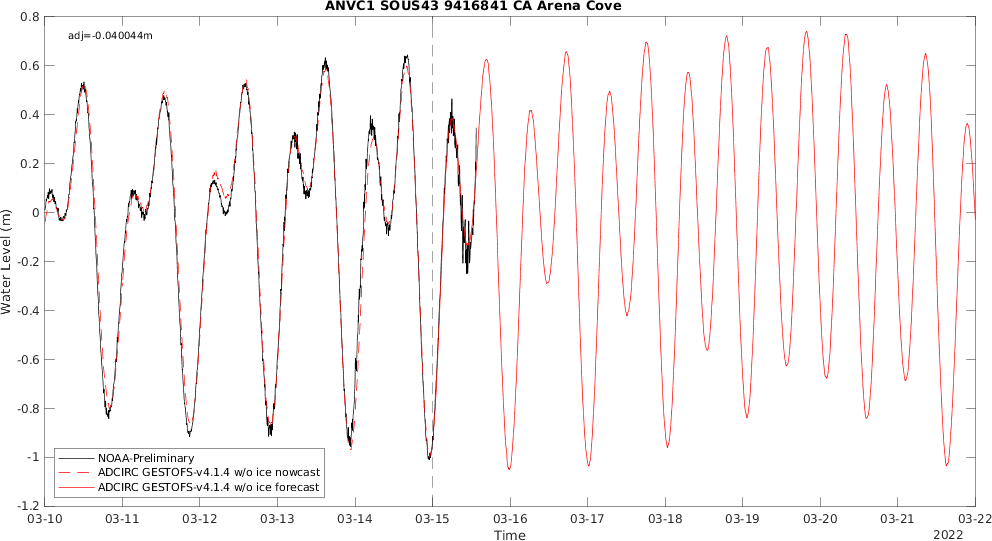 ANVC1 SOUS43 9416841 CA Arena Cove
adj=-0.040044m
Water Level (m)
0.8
0.6
0.4
0.2
0
-0.2
-0.4
-0.6
-0.8
-1
-1.2
NOAA-Preliminary
ADCIRC GESTOFS-v4.1.4 w/o ice nowcast
ADCIRC GESTOFS-v4.1.4 w/o ice forecast
03-10 03-11 03-12 03-13 03-14 03-15 03-16 03-17 03-18 03-19 03-20 03-21 03-22
Time
2022